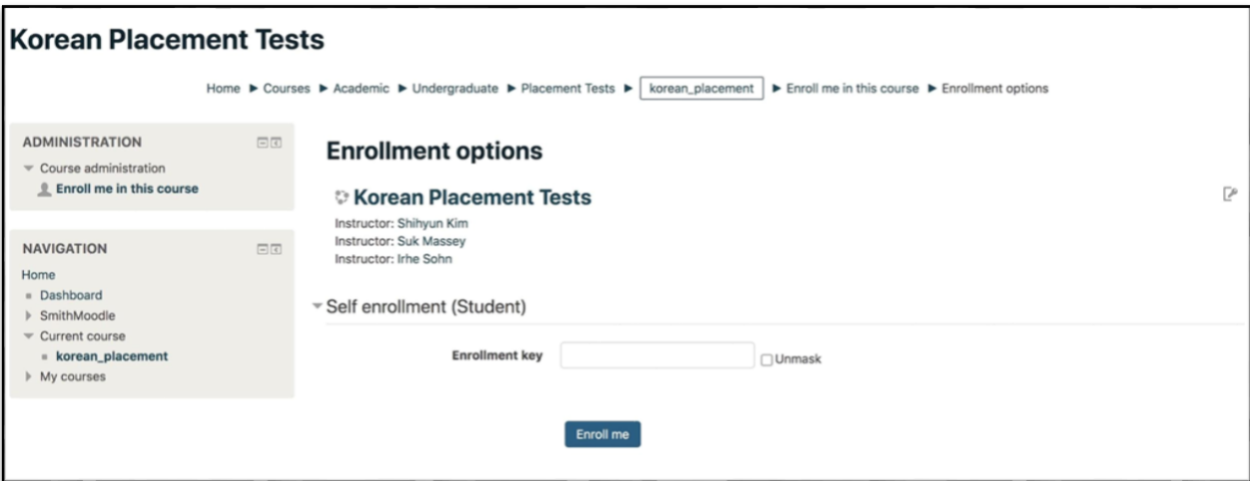 Korean Placement Tests
Home ▶ Courses ▶ Academic ▶ Undergraduate ▶ Placement Tests ▶ korean_placement ▶ Enroll me in this course ▶ Enrollment options
ADMINISTRATION
Course administration
Enroll me in this course
NAVIGATION
Home
Dashboard
SmithMoodle
Current course
korean_placement
My courses
Enrollment options
Korean Placement Tests
Instructor: Shihyun Kim
Instructor: Suk Massey
Instructor: Irhe Sohn
Self enrollment (Student)
Enrollment key
Unmask
Enroll me